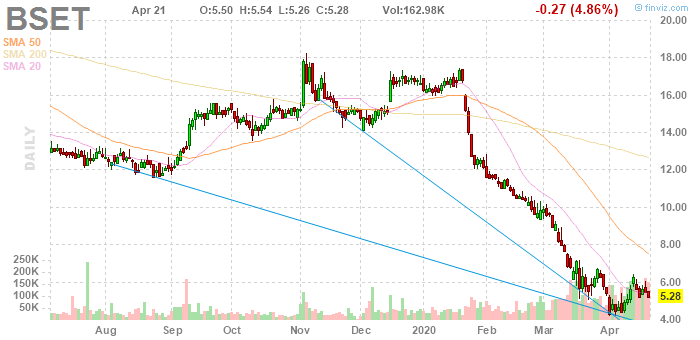 BSET Apr 21 O:5.50 H:5.54 L:5.26 C:5.28 Vol:162.98K -0.27 (4.86%) © finviz.com
SMA 50
SMA 200
SMA 20
DAILY
20.00
18.00
16.00
14.00
12.00
10.00
8.00
6.00
5.28
4.00
250K
200K
150K
100K
50K
Aug Sep Oct Nov Dec 2020 Feb Mar Apr